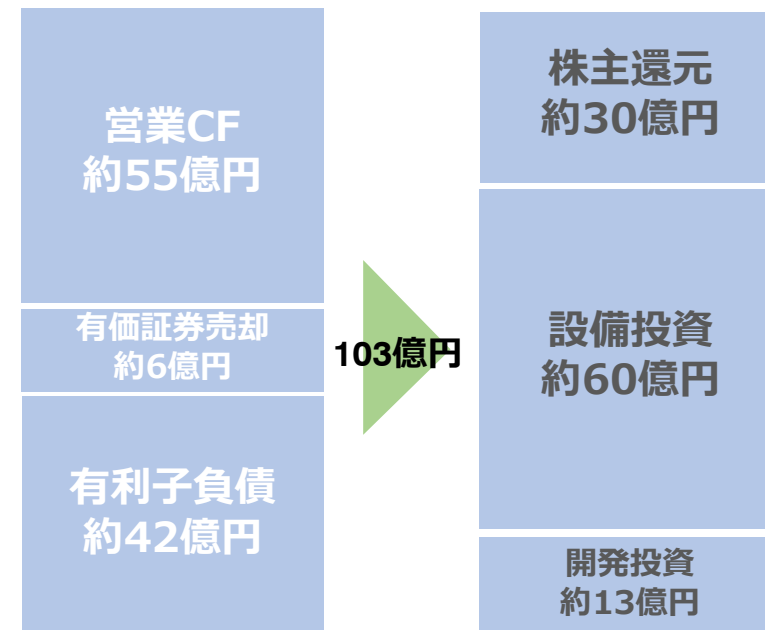 営業CF
約55億円
有価証券売却
約6億円
有利子負債
約42億円
103億円
株主還元
約30億円
設備投資
約60億円
開発投資
約13億円